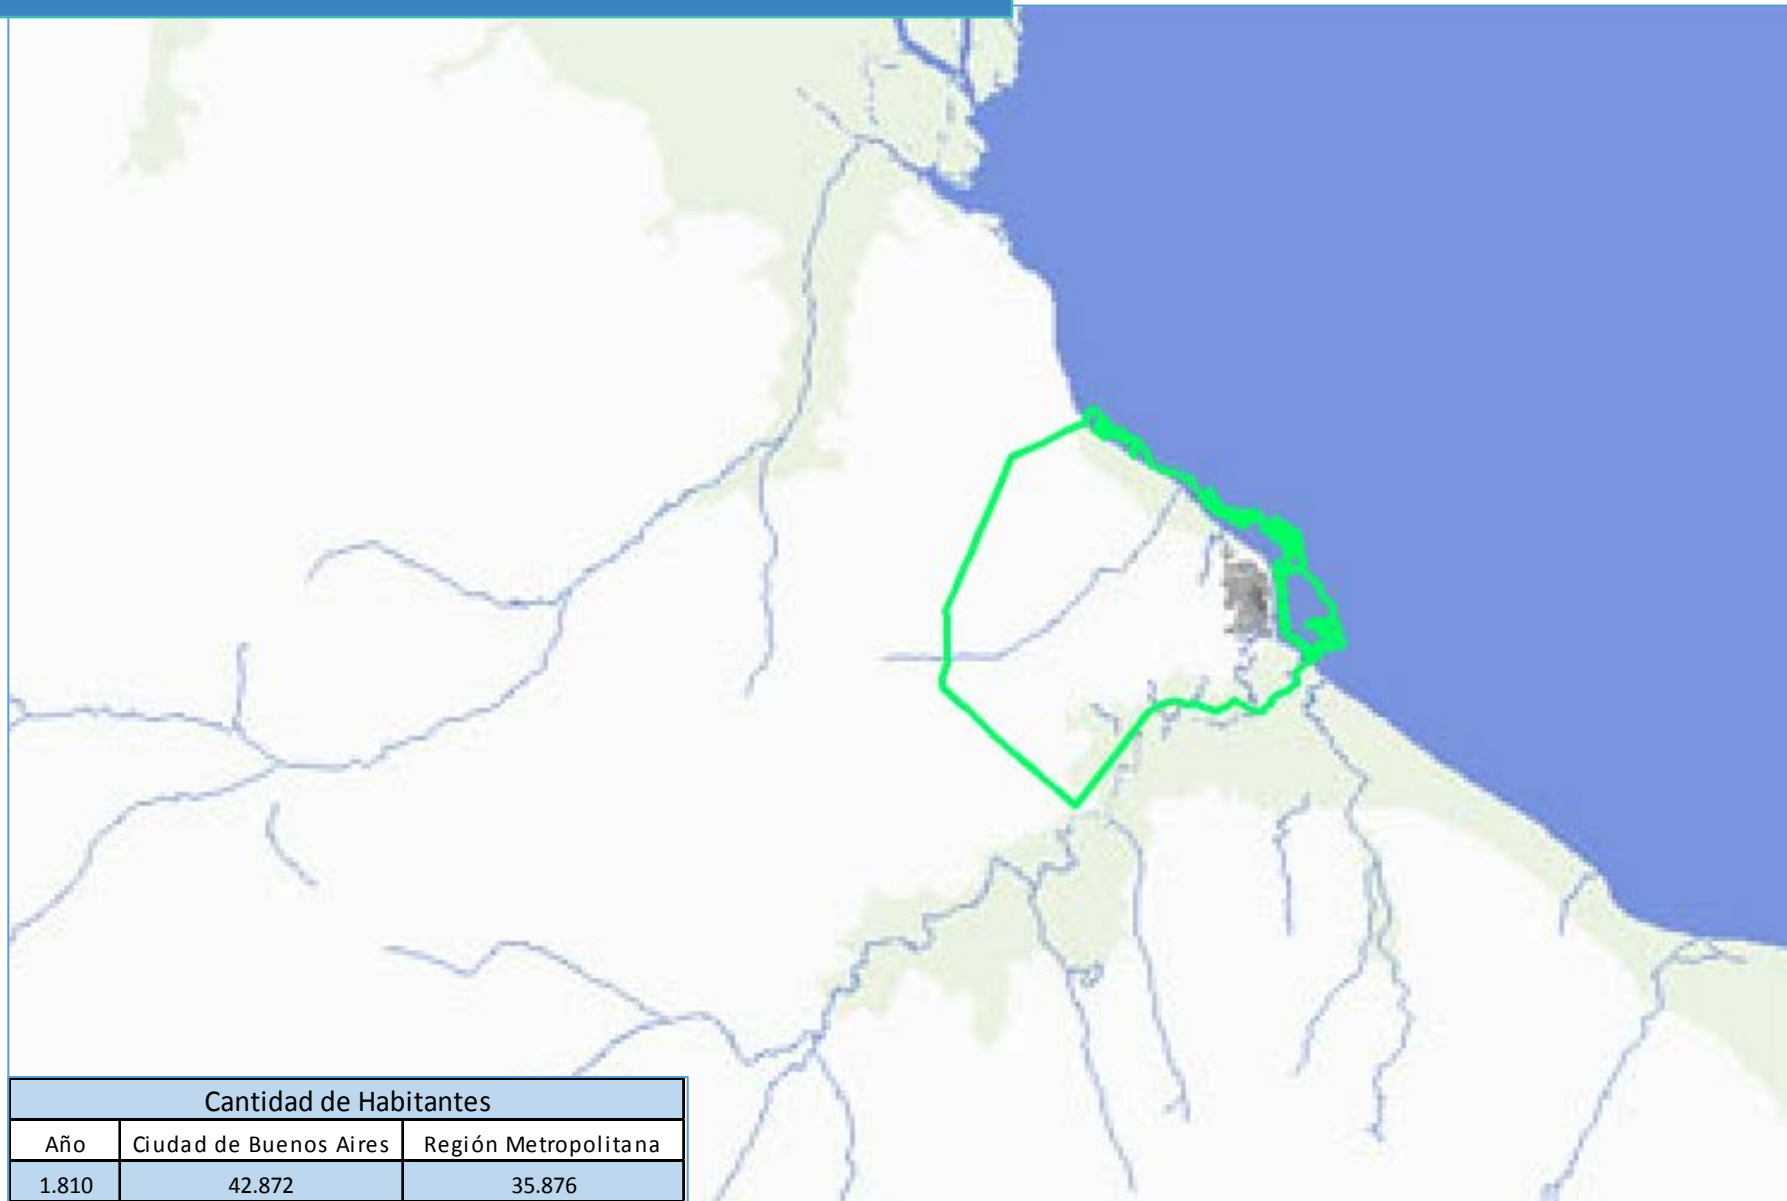 Cantidad de Habitantes
Año Ciudad de Buenos Aires Región Metropolitana
1.810 42.872 35.876